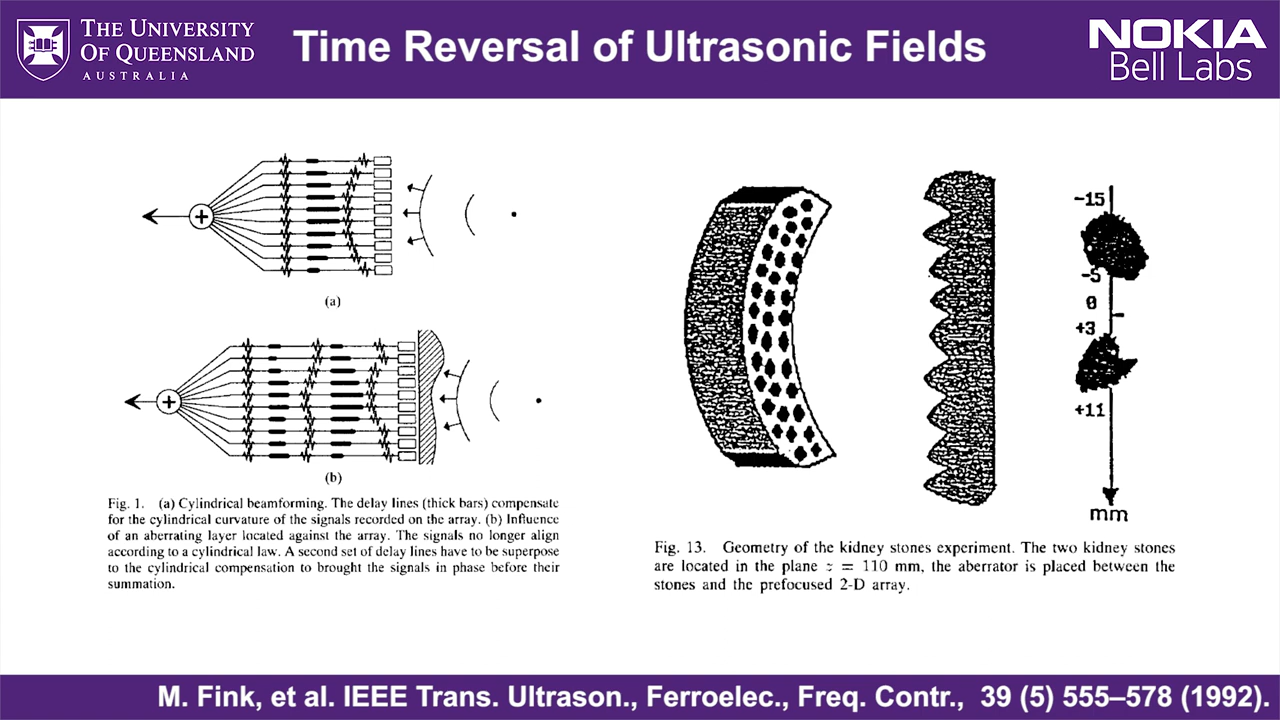 THE UNIVERSITY
OF QUEENSLAND
AUSTRALIA
Time Reversal of Ultrasonic Fields
NOKIA
Bell Labs
+
(a)
+
(b)
Fig. 1. (a) Cylindrical beamforming. The delay lines (thick bars) compensate
for the cylindrical curvature of the signals recorded on the array. (b) Influence
of an aberrating layer located against the array. The signals no longer align
according to a cylindrical law. A second set of delay lines have to be superpose
to the cylindrical compensation to brought the signals in phase before their
summation.
-15
-5
0
+3
+11
mm
Fig. 13. Geometry of the kidney stones experiment. The two kidney stones
are located in the plane z = 110 mm, the aberrator is placed between the
stones and the prefocused 2-D array.
M. Fink, et al. IEEE Trans. Ultrason., Ferroelec., Freq. Contr., 39 (5) 555–578 (1992).